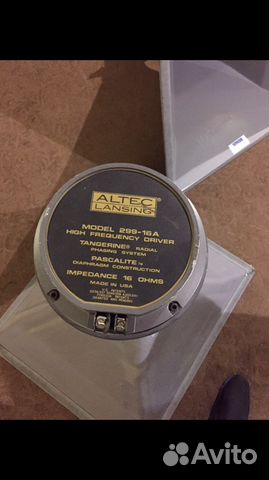 ALTEC
LANSING®
MODEL 299-16A
HIGH FREQUENCY DRIVER
TANGERINE® RADIAL
PHASING SYSTEM
PASCALITE™
DIAPHRAGM CONSTRUCTION
IMPEDANCE 16 OHMS
MADE IN USA
U.S. PATENTS
Avito